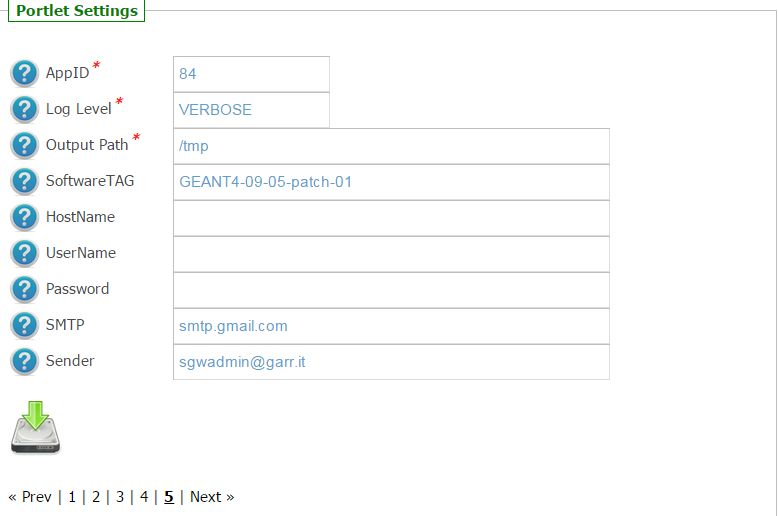 Portlet Settings
? AppID * 84
? Log Level * VERBOSE
? Output Path * /tmp
? SoftwareTAG GEANT4-09-05-patch-01
? HostName
? UserName
? Password
? SMTP smtp.gmail.com
? Sender sgwadmin@garr.it
« Prev | 1 | 2 | 3 | 4 | 5 | Next »